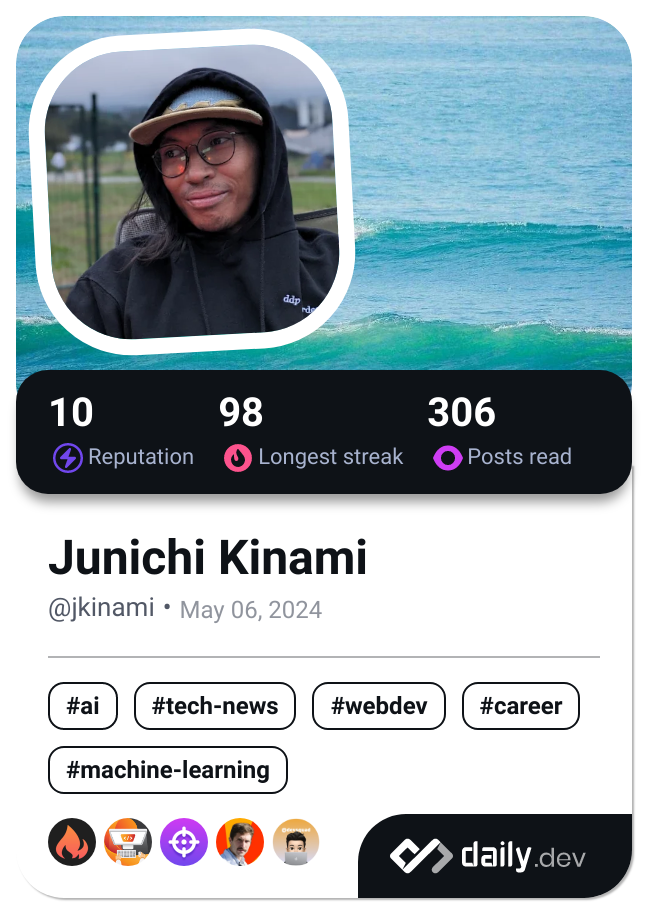 ddp
10 98 306
Reputation Longest streak Posts read
Junichi Kinami
@jkinami • May 06, 2024
#ai #tech-news #webdev #career
#machine-learning
daily.dev